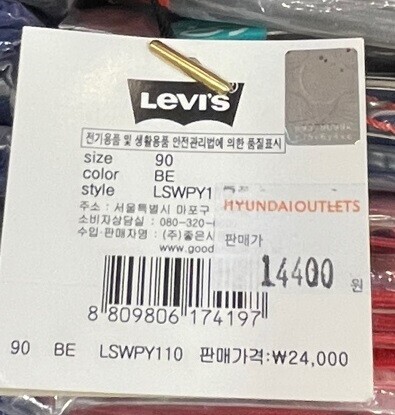 LEVI'S
전기용품 및 생활용품 안전관리법에 의한 품질표시
size 90
color BE
style LSWPY1
HYUNDAI OUTLETS
주소 : 서울특별시 마포구
소비자상담실 : 080-320-
판매가
수입·판매자명 : (주)좋은사
www.good
14400 원
8 809806 174197
90 BE LSWPY110 판매가격:₩24,000